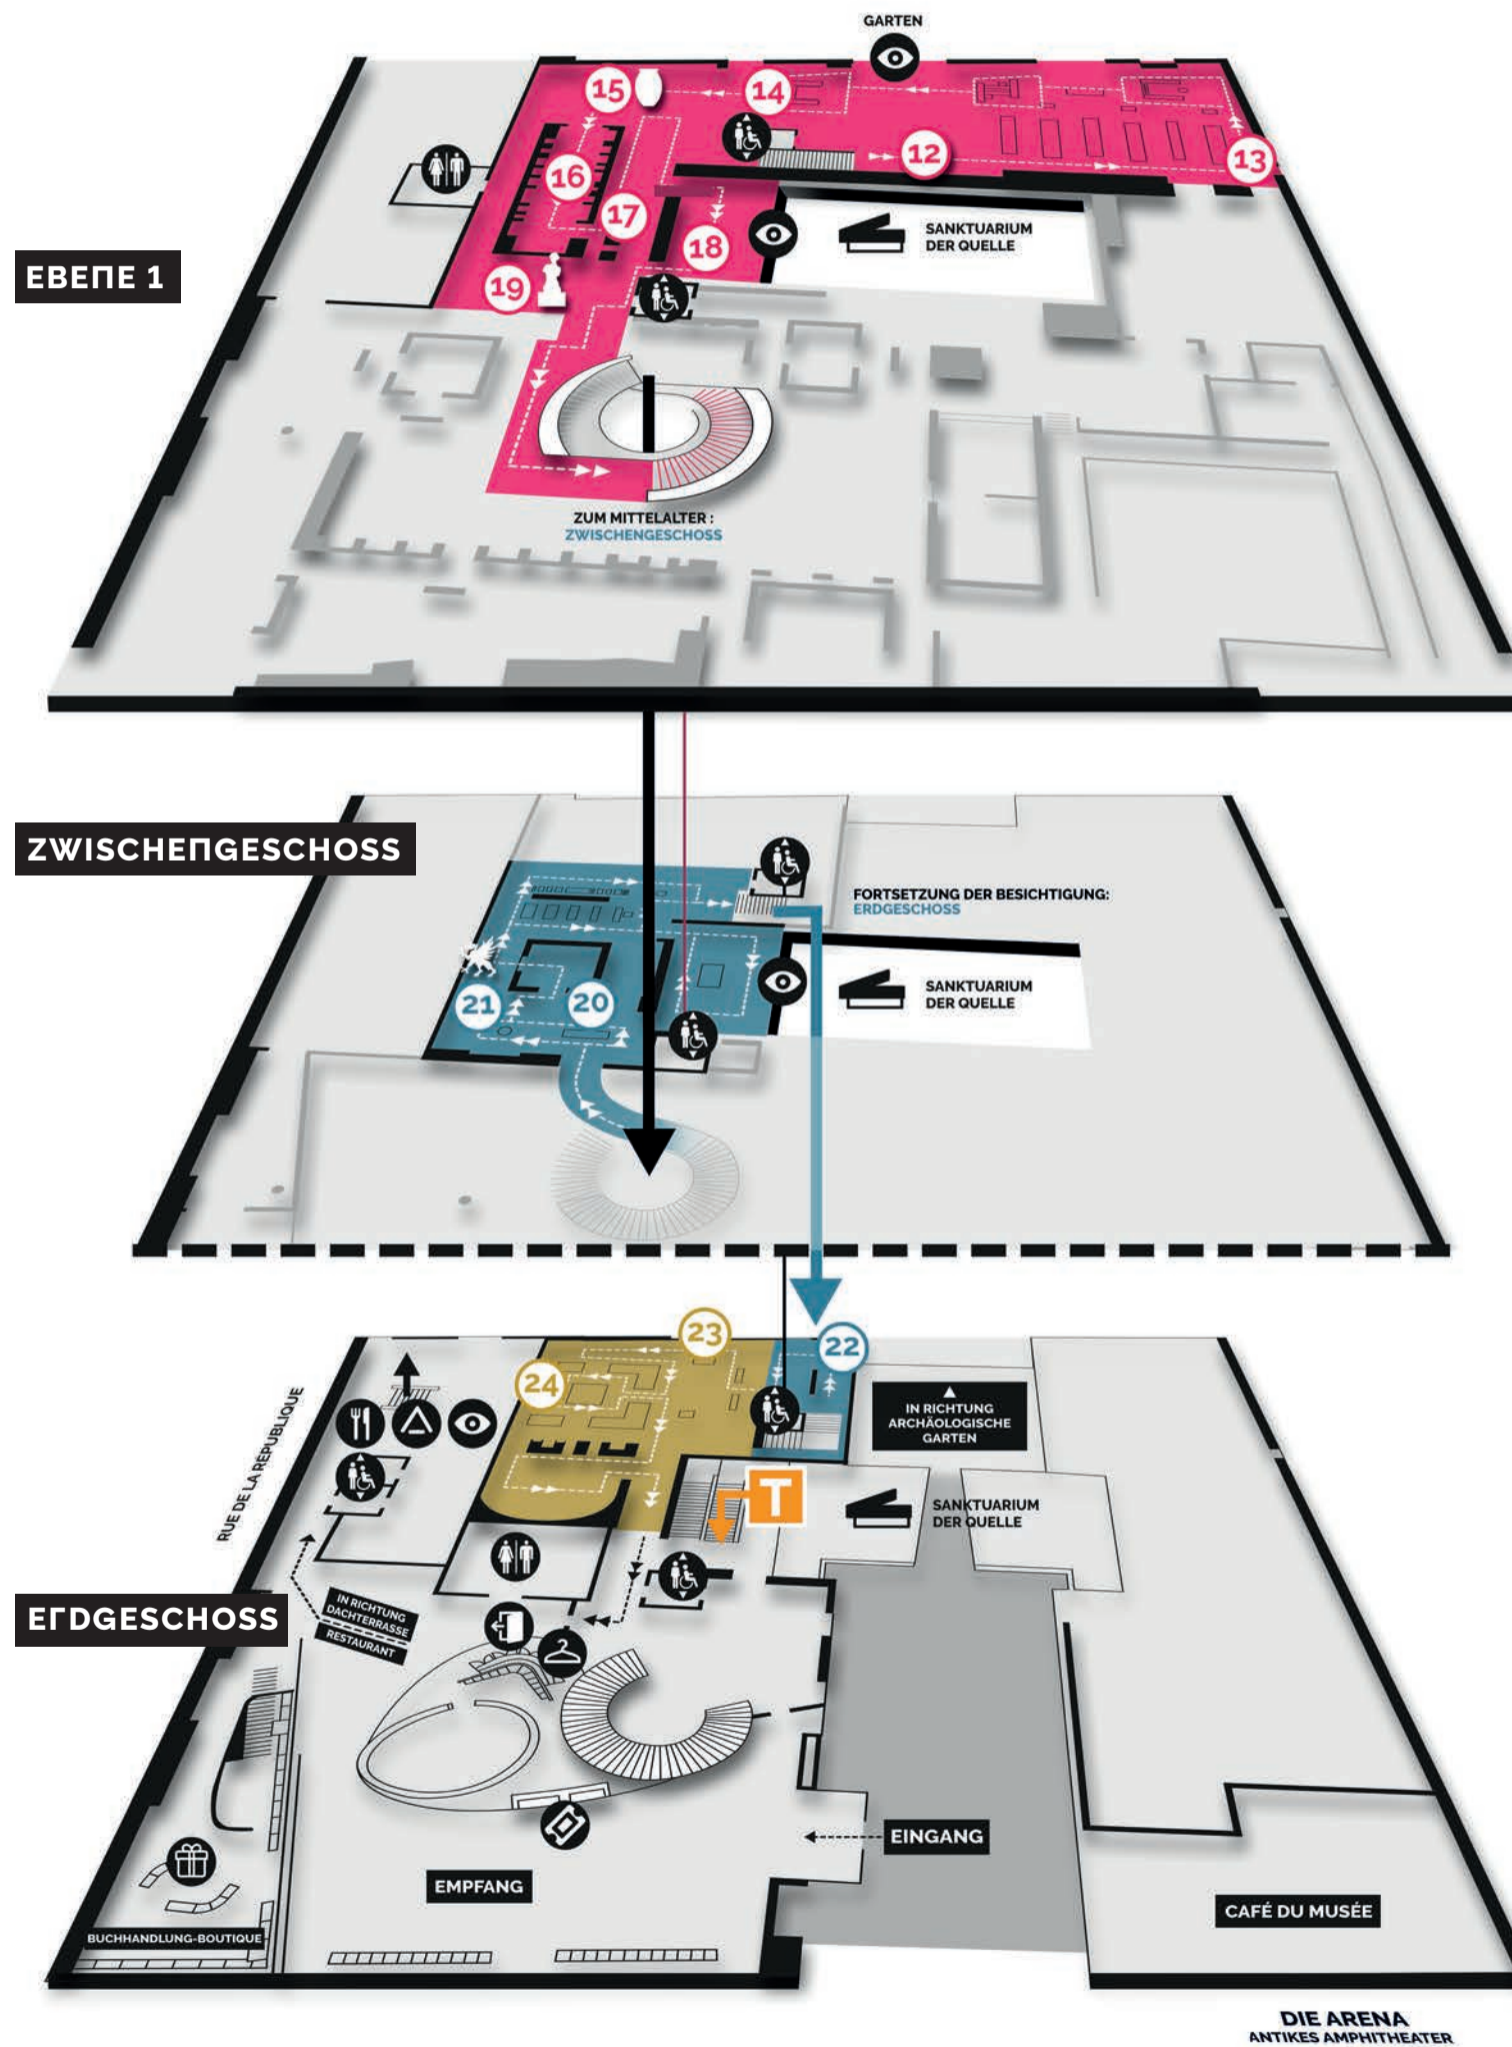 GARTEN
15
14
12
13
16
17
18
19
SANKTUARIUM
DER QUELLE
EBENE 1
ZUM MITTELALTER :
ZWISCHENGESCHOSS
ZWISCHENGESCHOSS
FORTSETZUNG DER BESICHTIGUNG:
ERDGESCHOSS
SANKTUARIUM
DER QUELLE
21
20
23
22
24
IN RICHTUNG
ARCHÄOLOGISCHE
GARTEN
RUE DE LA RÉPUBLIQUE
T
SANKTUARIUM
DER QUELLE
ERDGESCHOSS
IN RICHTUNG
DACHTERRASSE
RESTAURANT
EINGANG
EMPFANG
CAFÉ DU MUSÉE
BUCHHANDLUNG-BOUTIQUE
DIE ARENA
ANTIKES AMPHITHEATER